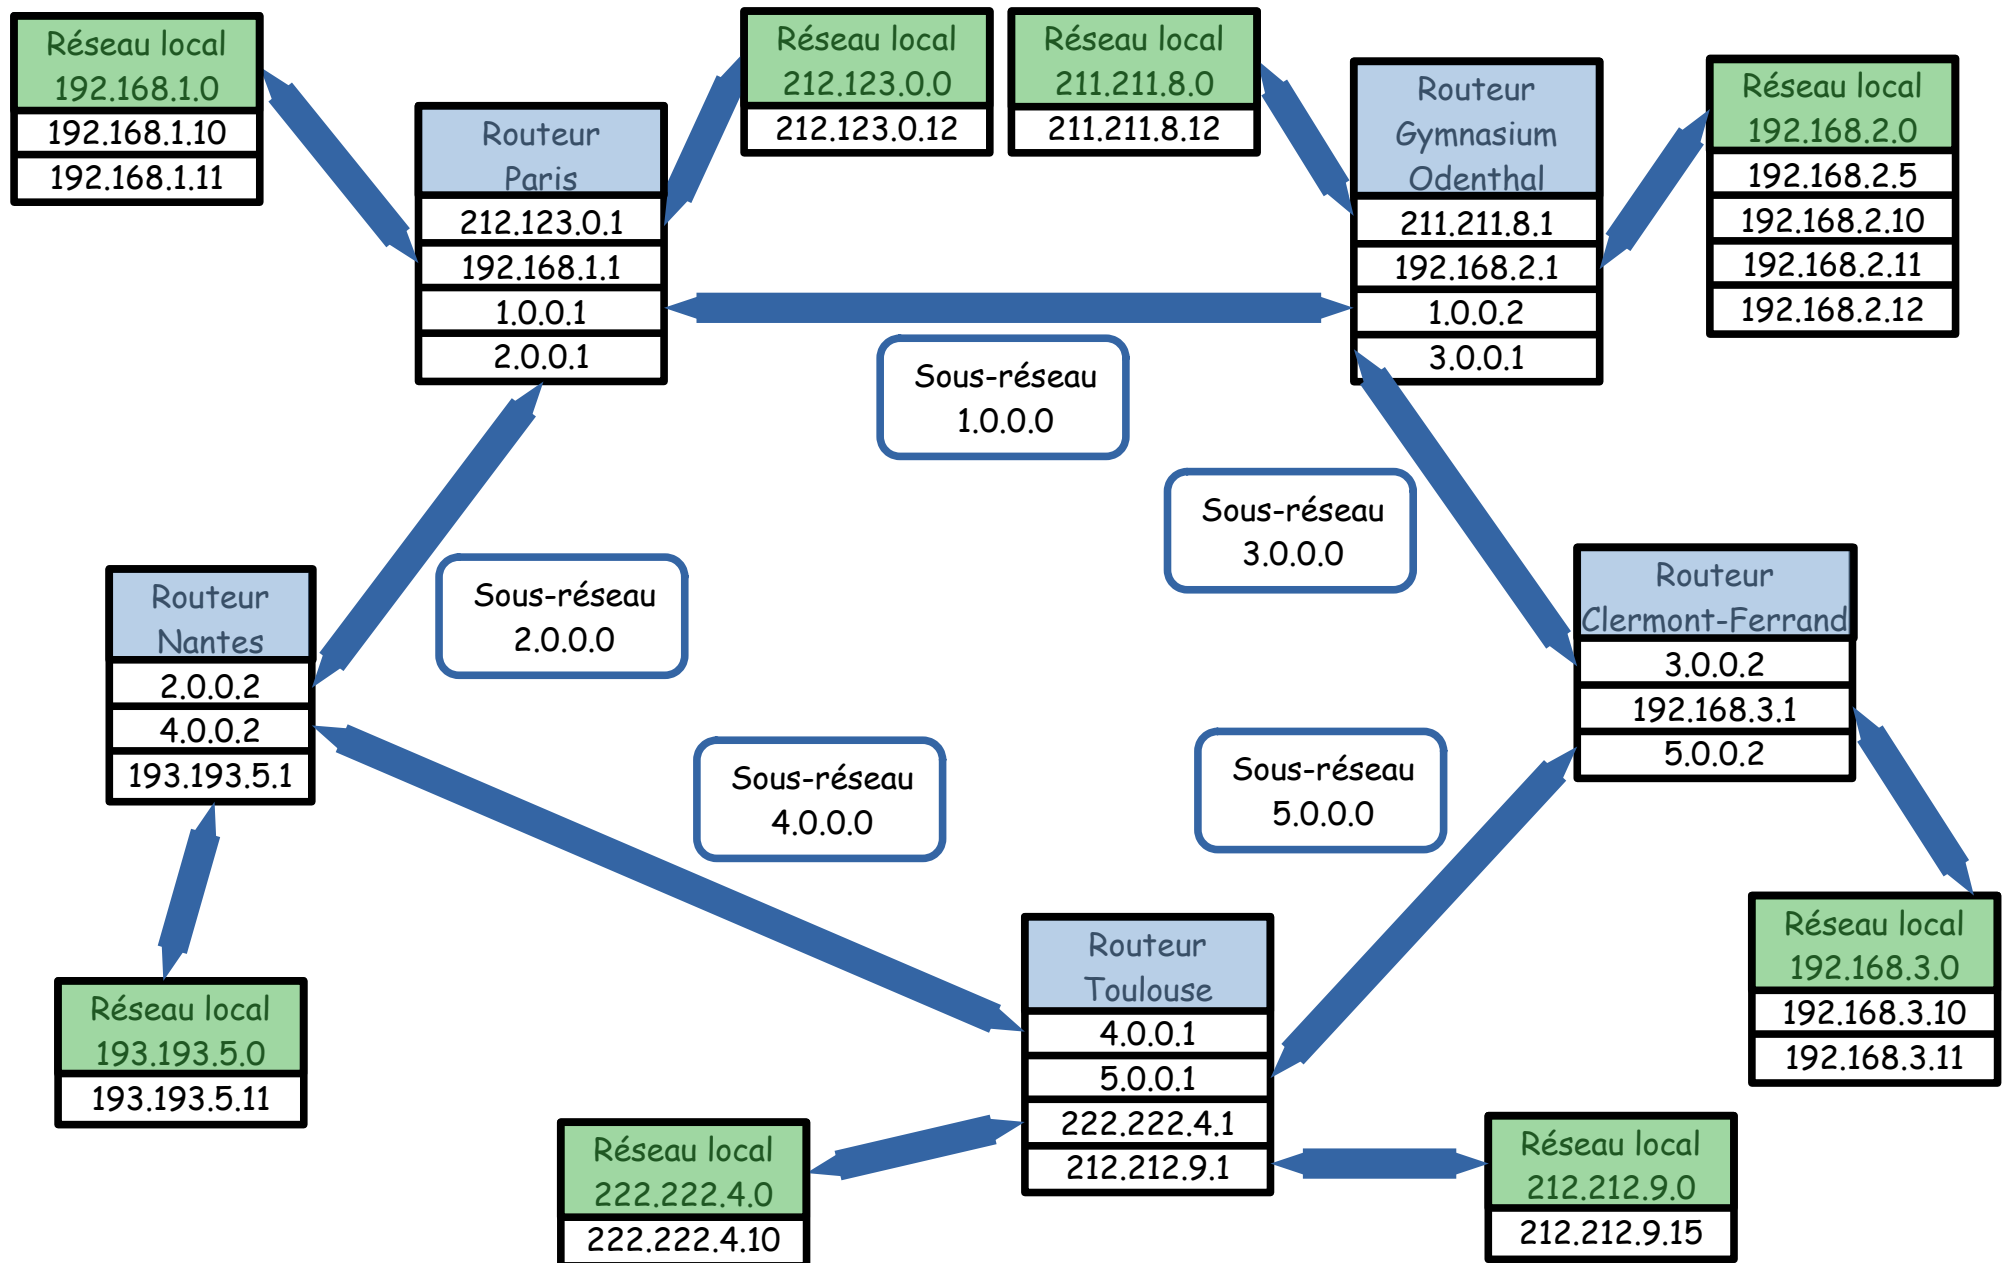 Réseau local
192.168.1.0
192.168.1.10
192.168.1.11
Routeur
Paris
212.123.0.1
192.168.1.1
1.0.0.1
2.0.0.1
Réseau local
212.123.0.0
212.123.0.12
Réseau local
211.211.8.0
211.211.8.12
Routeur
Gymnasium
Odenthal
211.211.8.1
192.168.2.1
1.0.0.2
3.0.0.1
Réseau local
192.168.2.0
192.168.2.5
192.168.2.10
192.168.2.11
192.168.2.12
Sous-réseau
1.0.0.0
Sous-réseau
3.0.0.0
Sous-réseau
2.0.0.0
Routeur
Nantes
2.0.0.2
4.0.0.2
193.193.5.1
Routeur
Clermont-Ferrand
3.0.0.2
192.168.3.1
5.0.0.2
Sous-réseau
4.0.0.0
Sous-réseau
5.0.0.0
Réseau local
193.193.5.0
193.193.5.11
Routeur
Toulouse
4.0.0.1
5.0.0.1
222.222.4.1
212.212.9.1
Réseau local
192.168.3.0
192.168.3.10
192.168.3.11
Réseau local
222.222.4.0
222.222.4.10
Réseau local
212.212.9.0
212.212.9.15